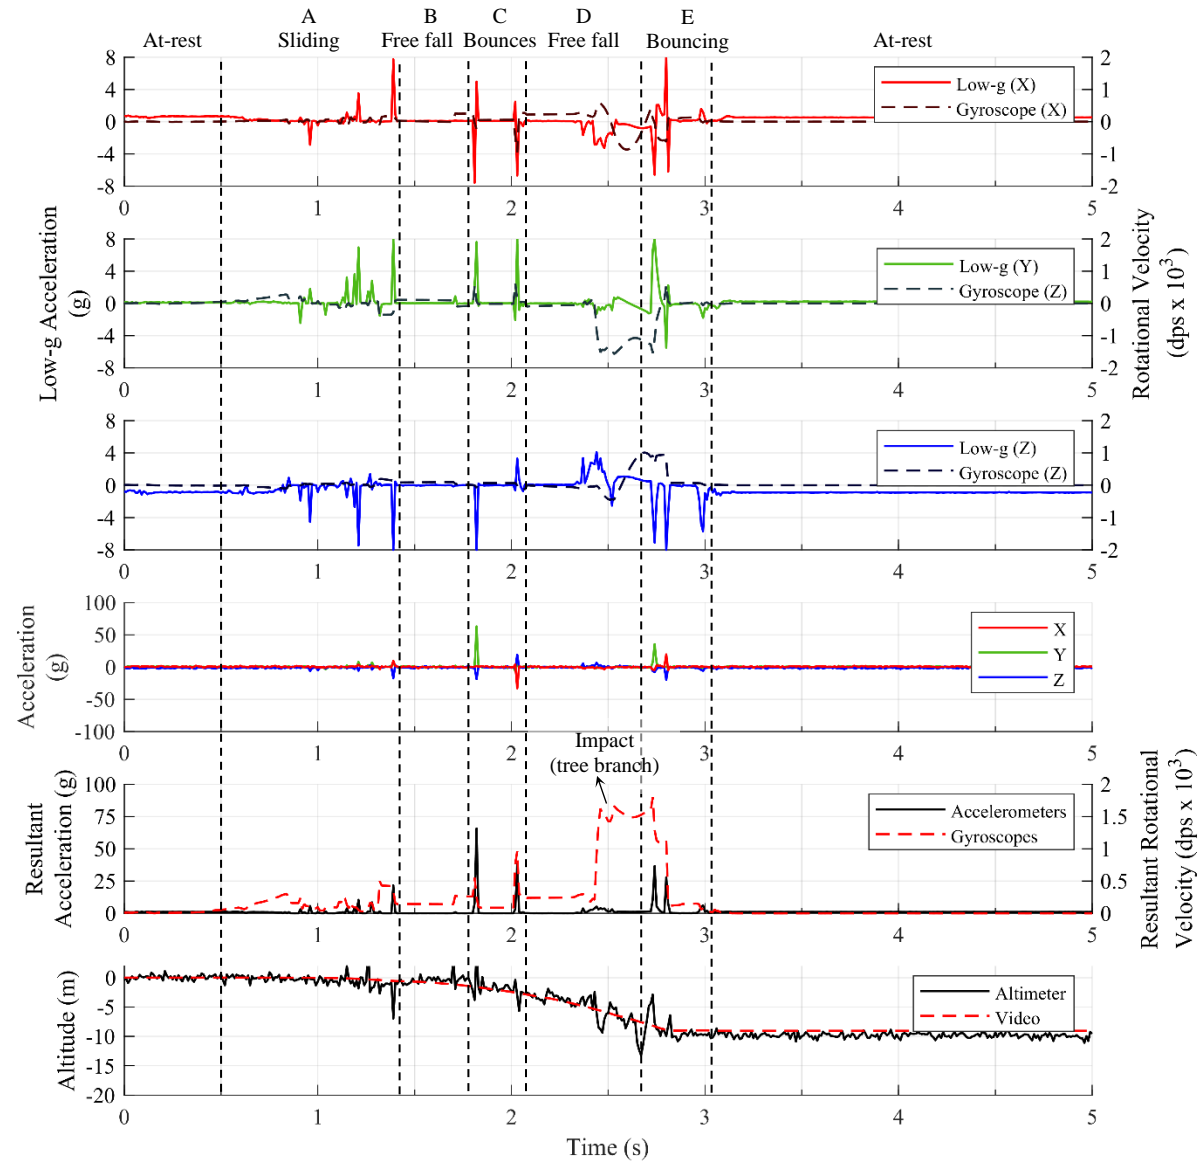 A B C D E
At-rest Sliding Free fall Bounces Free fall Bouncing At-rest
8 4 0 -4 -8
2 1 0 -1 -2
Low-g (X)
Gyroscope (X)
0 1 2 3 4 5
8 4 0 -4 -8
2 1 0 -1 -2
Low-g (Y)
Gyroscope (Z)
0 1 2 3 4 5
Low-g Acceleration
(g)
Rotational Velocity
(dps x 10³)
8 4 0 -4 -8
2 1 0 -1 -2
Low-g (Z)
Gyroscope (Z)
0 1 2 3 4 5
Acceleration
(g)
100 50 0 -50 -100
X
Y
Z
0 1 2 3 4 5
Impact
(tree branch)
Resultant
Acceleration (g)
100 75 50 25 0
2 1.5 1 0.5 0
Accelerometers
Gyroscopes
Resultant Rotational
Velocity (dps x 10³)
0 1 2 3 4 5
Altitude (m)
0 -5 -10 -15 -20
Altimeter
Video
0 1 2 3 4 5
Time (s)